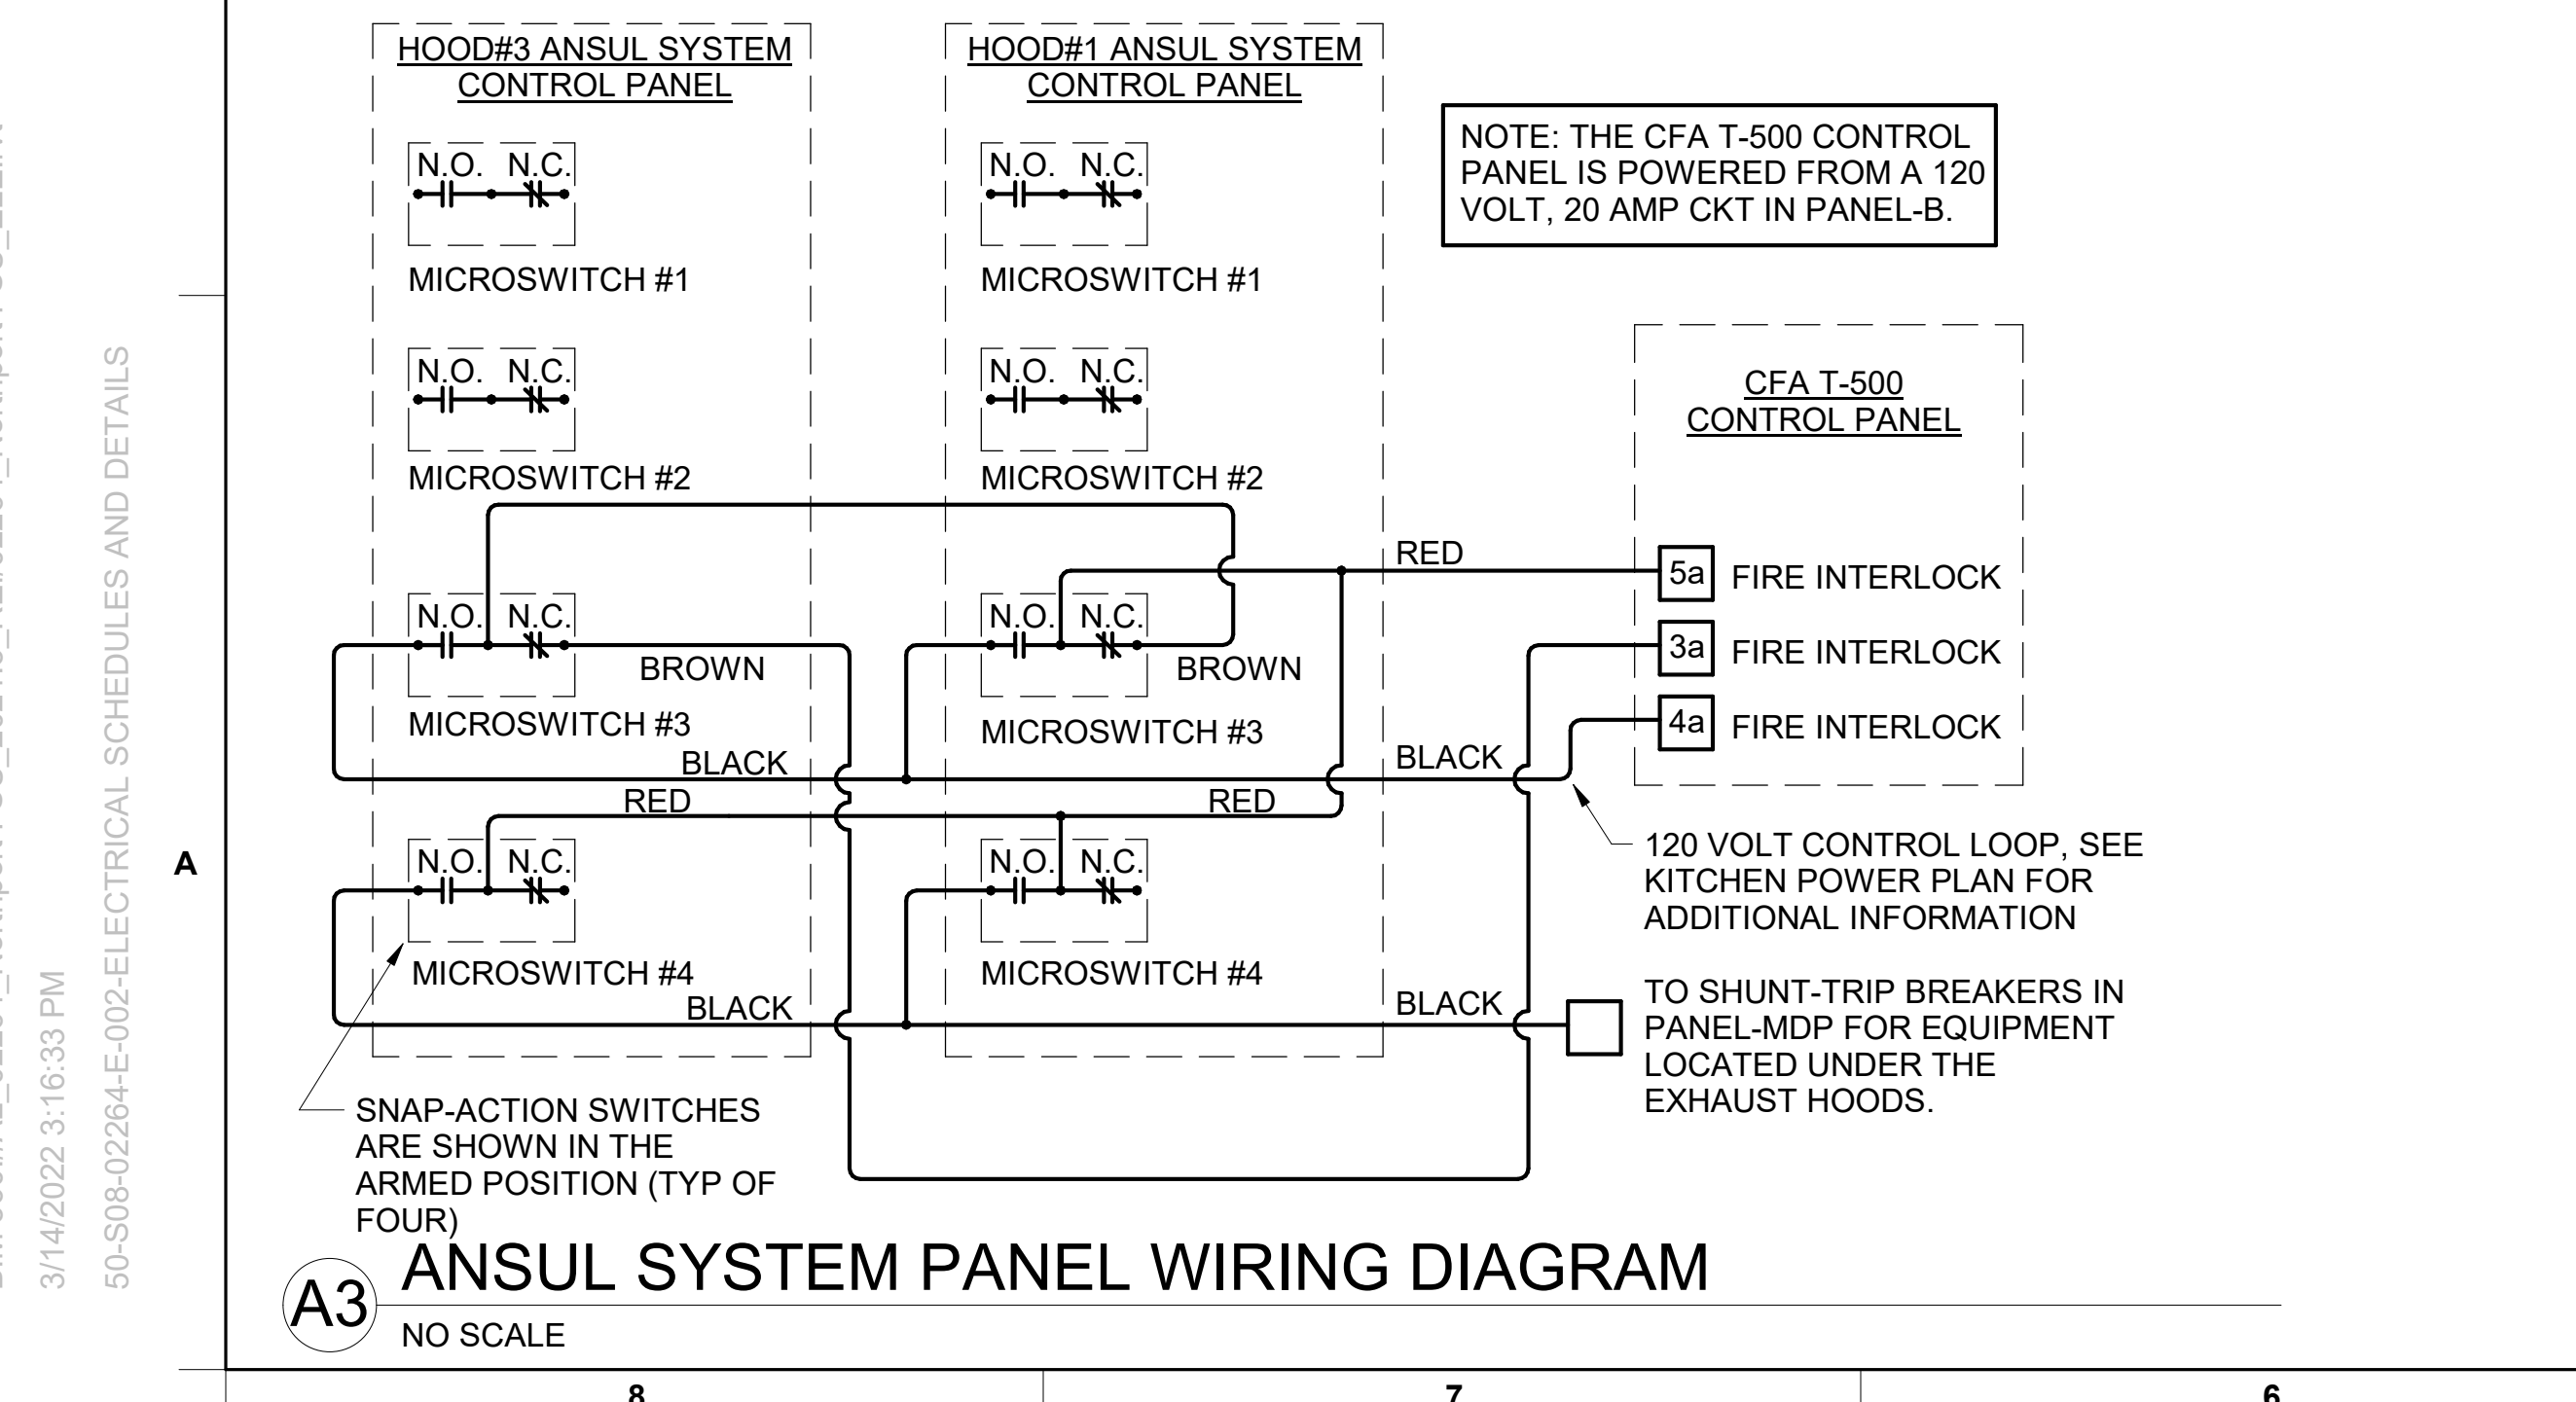 HOOD#3 ANSUL SYSTEM
CONTROL PANEL
N.O. N.C.
MICROSWITCH #1
N.O. N.C.
MICROSWITCH #2
N.O. N.C.
BROWN
MICROSWITCH #3
BLACK
RED
N.O. N.C.
MICROSWITCH #4
BLACK
SNAP-ACTION SWITCHES
ARE SHOWN IN THE
ARMED POSITION (TYP OF
FOUR)
HOOD#1 ANSUL SYSTEM
CONTROL PANEL
N.O. N.C.
MICROSWITCH #1
N.O. N.C.
MICROSWITCH #2
N.O. N.C.
BROWN
MICROSWITCH #3
RED
N.O. N.C.
MICROSWITCH #4
NOTE: THE CFA T-500 CONTROL
PANEL IS POWERED FROM A 120
VOLT, 20 AMP CKT IN PANEL-B.
CFA T-500
CONTROL PANEL
RED
5a FIRE INTERLOCK
3a FIRE INTERLOCK
4a FIRE INTERLOCK
BLACK
120 VOLT CONTROL LOOP, SEE
KITCHEN POWER PLAN FOR
ADDITIONAL INFORMATION
BLACK
TO SHUNT-TRIP BREAKERS IN
PANEL-MDP FOR EQUIPMENT
LOCATED UNDER THE
EXHAUST HOODS.
A3
ANSUL SYSTEM PANEL WIRING DIAGRAM
NO SCALE
A
8
7
6
3/14/2022 3:16:33 PM
50-S08-02264-E-002-ELECTRICAL SCHEDULES AND DETAILS